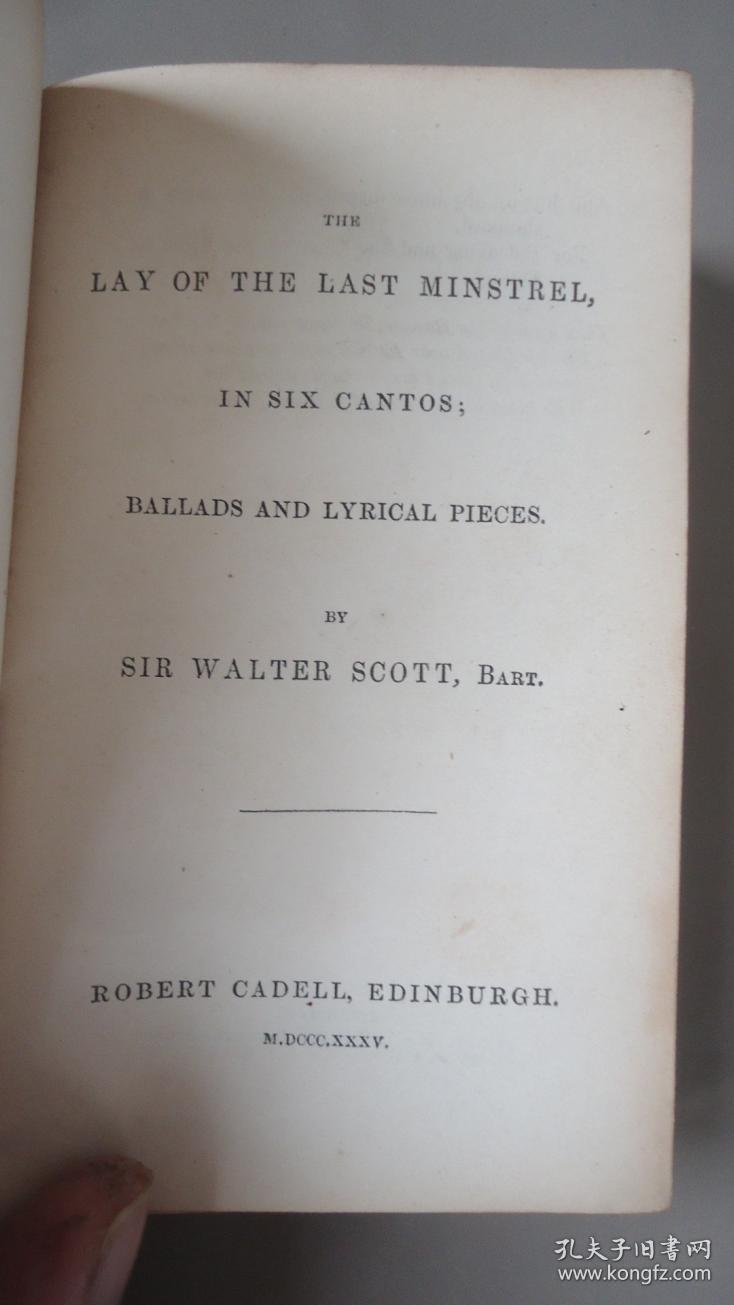 THE
LAY OF THE LAST MINSTREL,
IN SIX CANTOS;
BALLADS AND LYRICAL PIECES.
BY
SIR WALTER SCOTT, BART.
ROBERT CADELL, EDINBURGH.
M.DCCC.XXXV.
孔夫子旧书网
www.kongfz.com